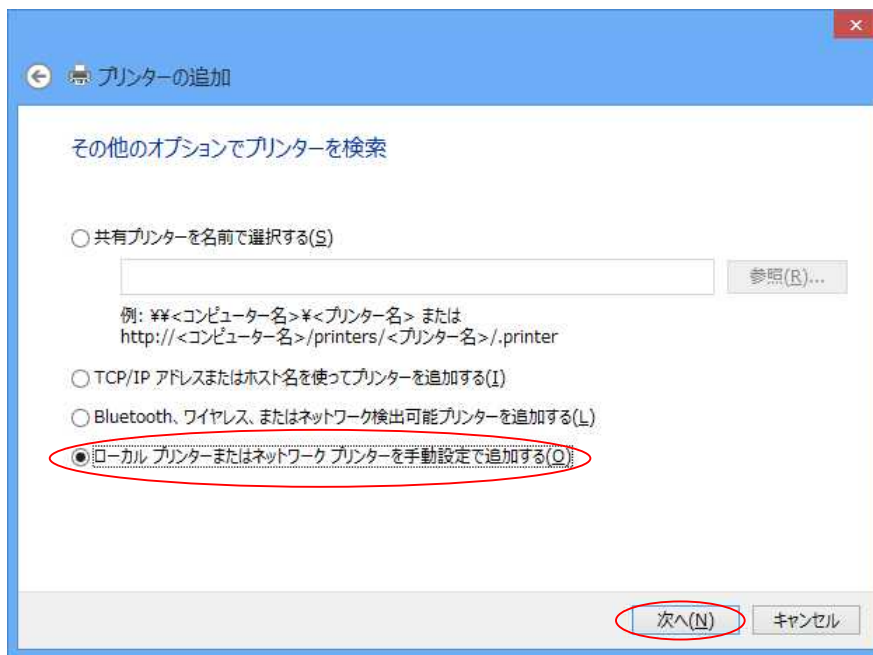 プリンターの追加
その他のオプションでプリンターを検索
共有プリンターを名前で選択する(S)
参照(R)...
例: ¥¥<コンピューター名>¥<プリンター名> または
http://<コンピューター名>/printers/<プリンター名>/.printer
TCP/IP アドレスまたはホスト名を使ってプリンターを追加する(I)
Bluetooth、ワイヤレス、またはネットワーク検出可能プリンターを追加する(L)
ローカル プリンターまたはネットワーク プリンターを手動設定で追加する(O)
次へ(N)
キャンセル